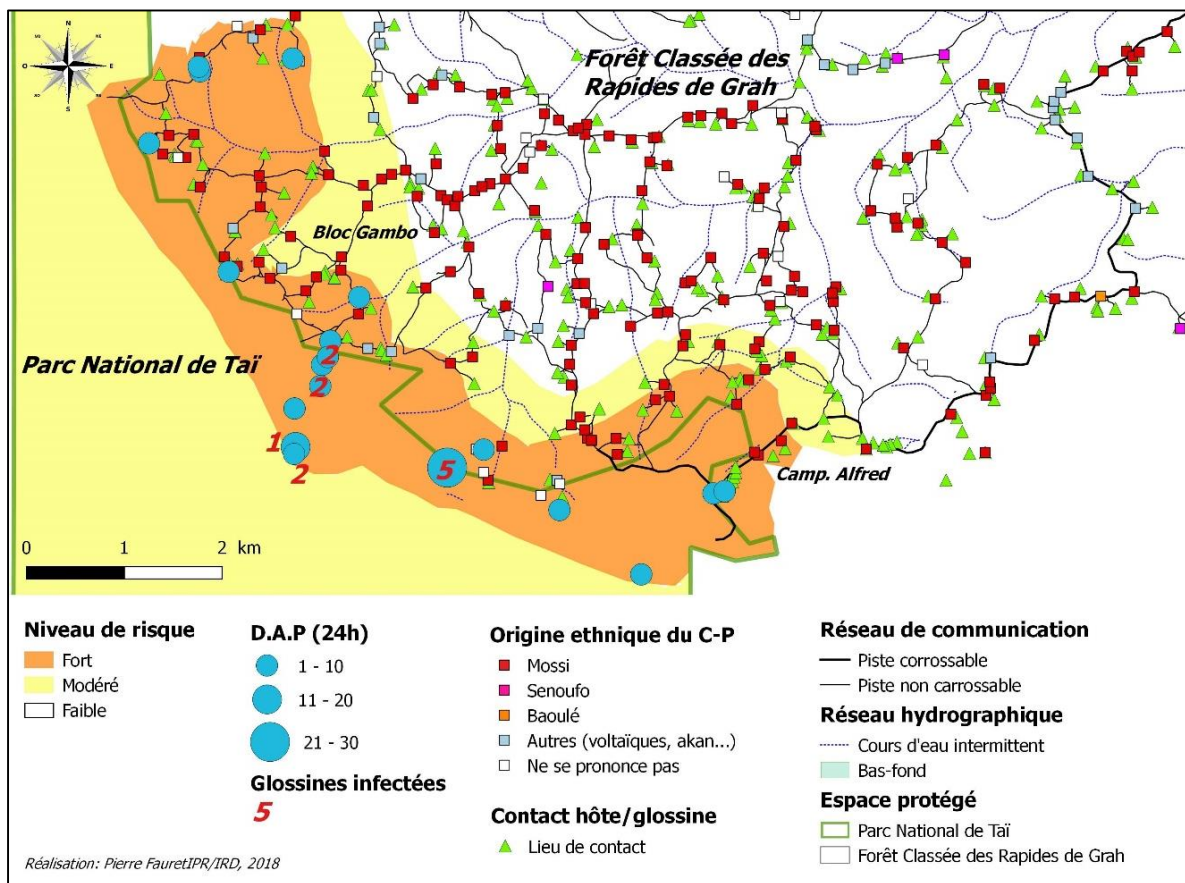 N
O
E
S
Forêt Classée des
Rapides de Grah
Bloc Gambo
Parc National de Taï
2
2
1
2
5
Camp. Alfred
0 1 2 km
Niveau de risque
Fort
Modéré
Faible
D.A.P (24h)
1 - 10
11 - 20
21 - 30
Glossines infectées
5
Origine ethnique du C-P
Mossi
Senoufo
Baoulé
Autres (voltaïques, akan...)
Ne se prononce pas
Contact hôte/glossine
Lieu de contact
Réseau de communication
Piste corrossable
Piste non carrossable
Réseau hydrographique
Cours d'eau intermittent
Bas-fond
Espace protégé
Parc National de Taï
Forêt Classée des Rapides de Grah
Réalisation: Pierre FauretIPR/IRD, 2018